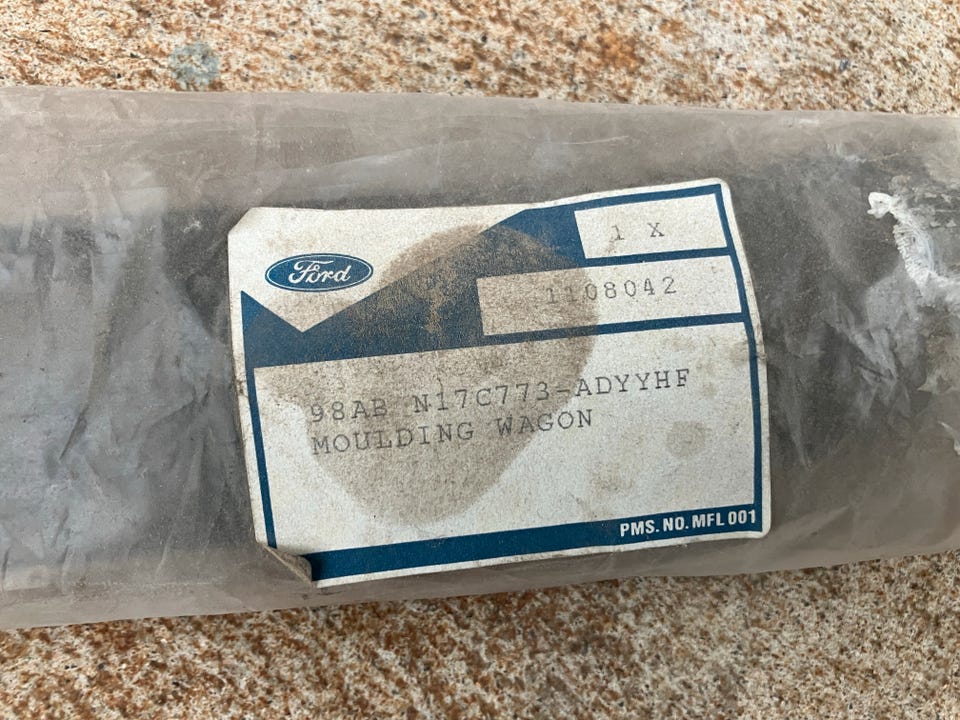 Ford
1 X
1108042
98AB N17C773-ADYYHF
MOULDING WAGON
PMS. NO. MFL 001